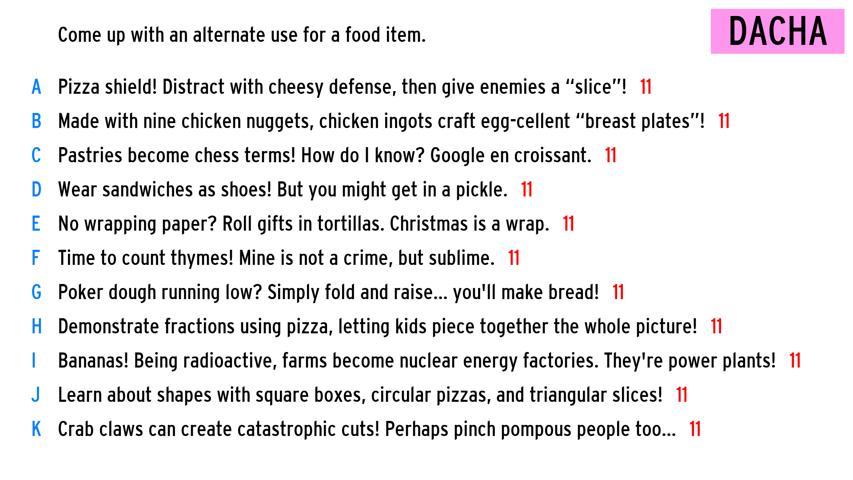 Come up with an alternate use for a food item.
DACHA
A Pizza shield! Distract with cheesy defense, then give enemies a “slice”! 11
B Made with nine chicken nuggets, chicken ingots craft egg-cellent “breast plates”! 11
C Pastries become chess terms! How do I know? Google en croissant. 11
D Wear sandwiches as shoes! But you might get in a pickle. 11
E No wrapping paper? Roll gifts in tortillas. Christmas is a wrap. 11
F Time to count thymes! Mine is not a crime, but sublime. 11
G Poker dough running low? Simply fold and raise... you'll make bread! 11
H Demonstrate fractions using pizza, letting kids piece together the whole picture! 11
I Bananas! Being radioactive, farms become nuclear energy factories. They're power plants! 11
J Learn about shapes with square boxes, circular pizzas, and triangular slices! 11
K Crab claws can create catastrophic cuts! Perhaps pinch pompous people too... 11